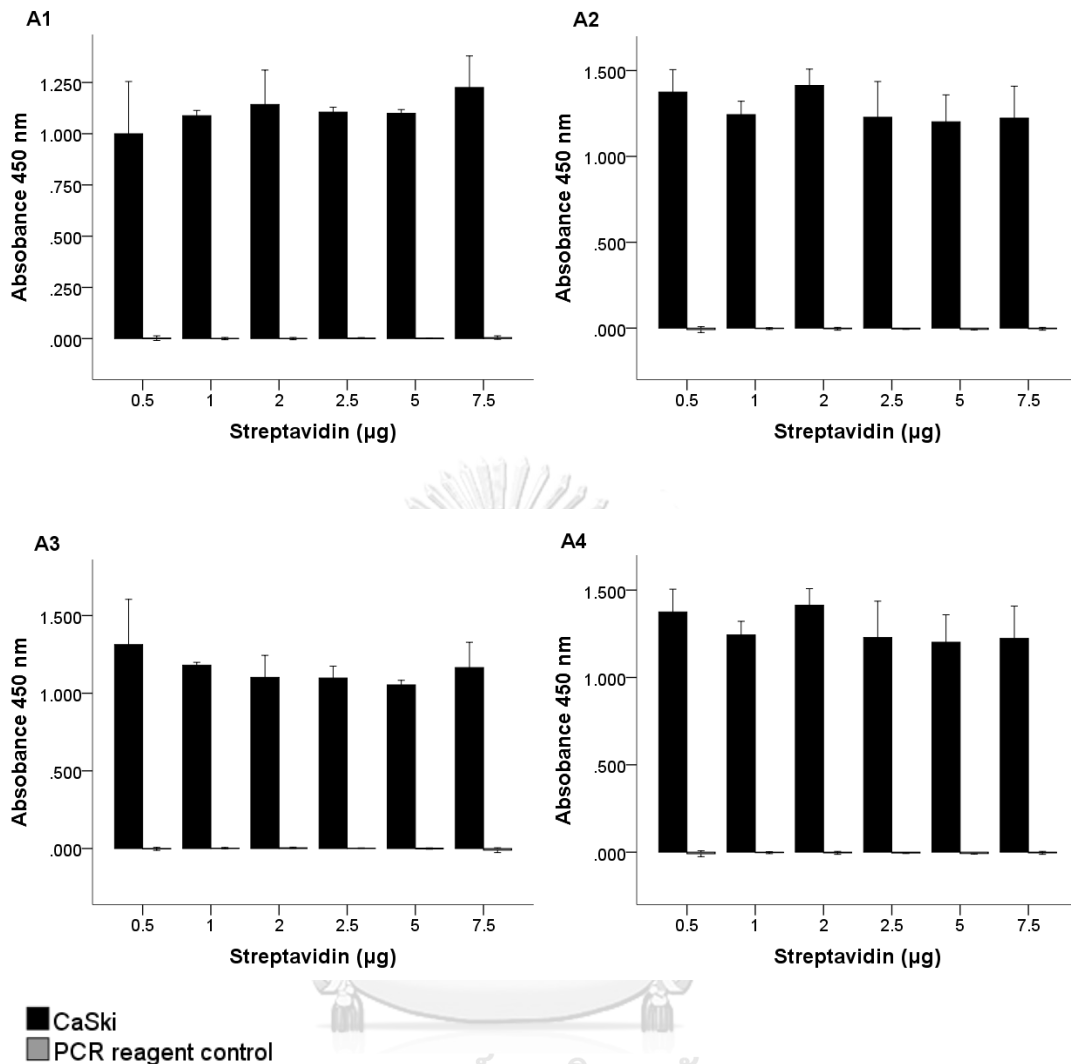 A1
Absobance 450 nm
1.250
1.000
.750
.500
.250
.000
0.5 1 2 2.5 5 7.5
Streptavidin (µg)
A2
Absobance 450 nm
1.500
1.000
.500
.000
0.5 1 2 2.5 5 7.5
Streptavidin (µg)
A3
Absobance 450 nm
1.500
1.000
.500
.000
0.5 1 2 2.5 5 7.5
Streptavidin (µg)
A4
Absobance 450 nm
1.500
1.000
.500
.000
0.5 1 2 2.5 5 7.5
Streptavidin (µg)
CaSki
PCR reagent control